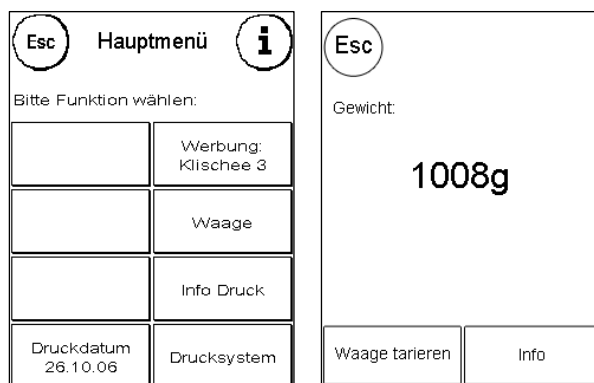 Esc
Hauptmenü
i
Bitte Funktion wählen:
Werbung:
Klischee 3
Waage
Info Druck
Druckdatum
26.10.06
Drucksystem
Esc
Gewicht:
1008g
Waage tarieren
Info